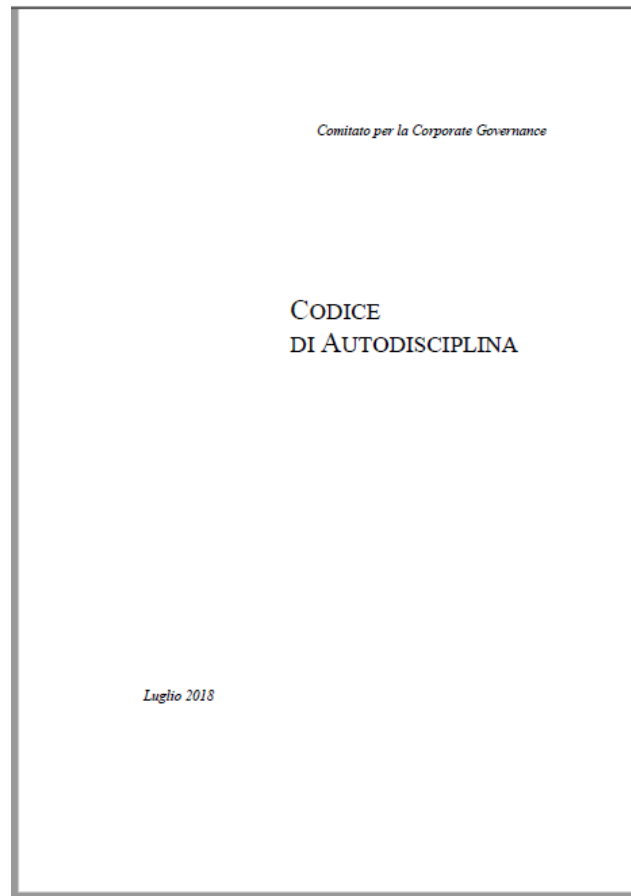 Comitato per la Corporate Governance
CODICE
DI AUTODISCIPLINA
Luglio 2018